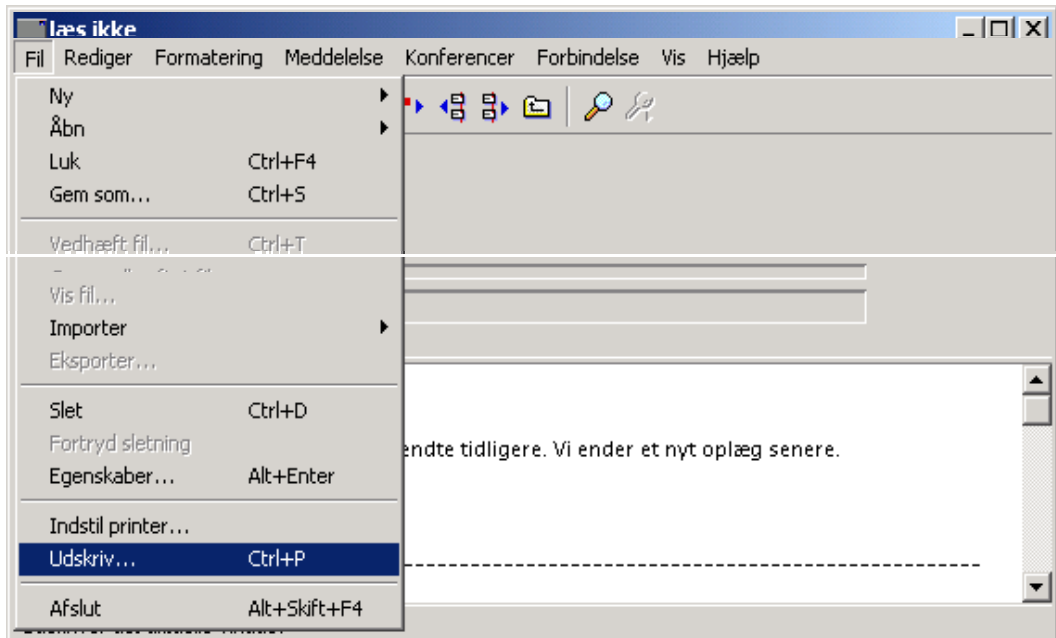 læs ikke
Fil Rediger Formatering Meddelelse Konferencer Forbindelse Vis Hjælp
Ny
Åbn
Luk Ctrl+F4
Gem som... Ctrl+S
Vedhæft fil... Ctrl+T
Vis fil...
Importer
Eksporter...
Slet Ctrl+D
Fortryd sletning
endte tidligere. Vi ender et nyt oplæg senere.
Egenskaber... Alt+Enter
Indstil printer...
Udskriv... Ctrl+P
Afslut Alt+Skift+F4